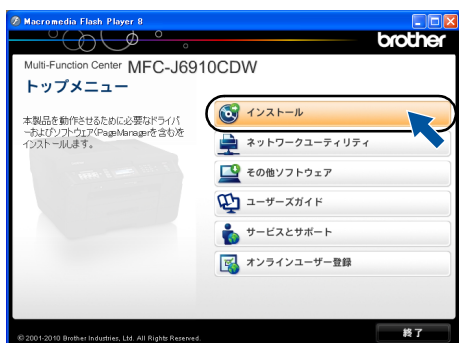 Macromedia Flash Player 8
brother
Multi-Function Center MFC-J6910CDW
トップメニュー
本製品を動作させるために必要なドライバ
ーおよびソフトウェア(PageManagerを含む)を
インストールします。
インストール
ネットワークユーティリティ
その他ソフトウェア
ユーザーズガイド
サービスとサポート
オンラインユーザー登録
© 2001-2010 Brother Industries, Ltd. All Rights Reserved.
終了